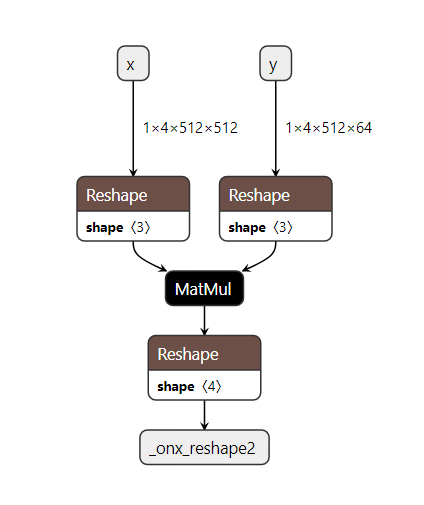 x
y
1×4×512×512
1×4×512×64
Reshape
Reshape
shape ⟨3⟩
shape ⟨3⟩
MatMul
Reshape
shape ⟨4⟩
_onx_reshape2